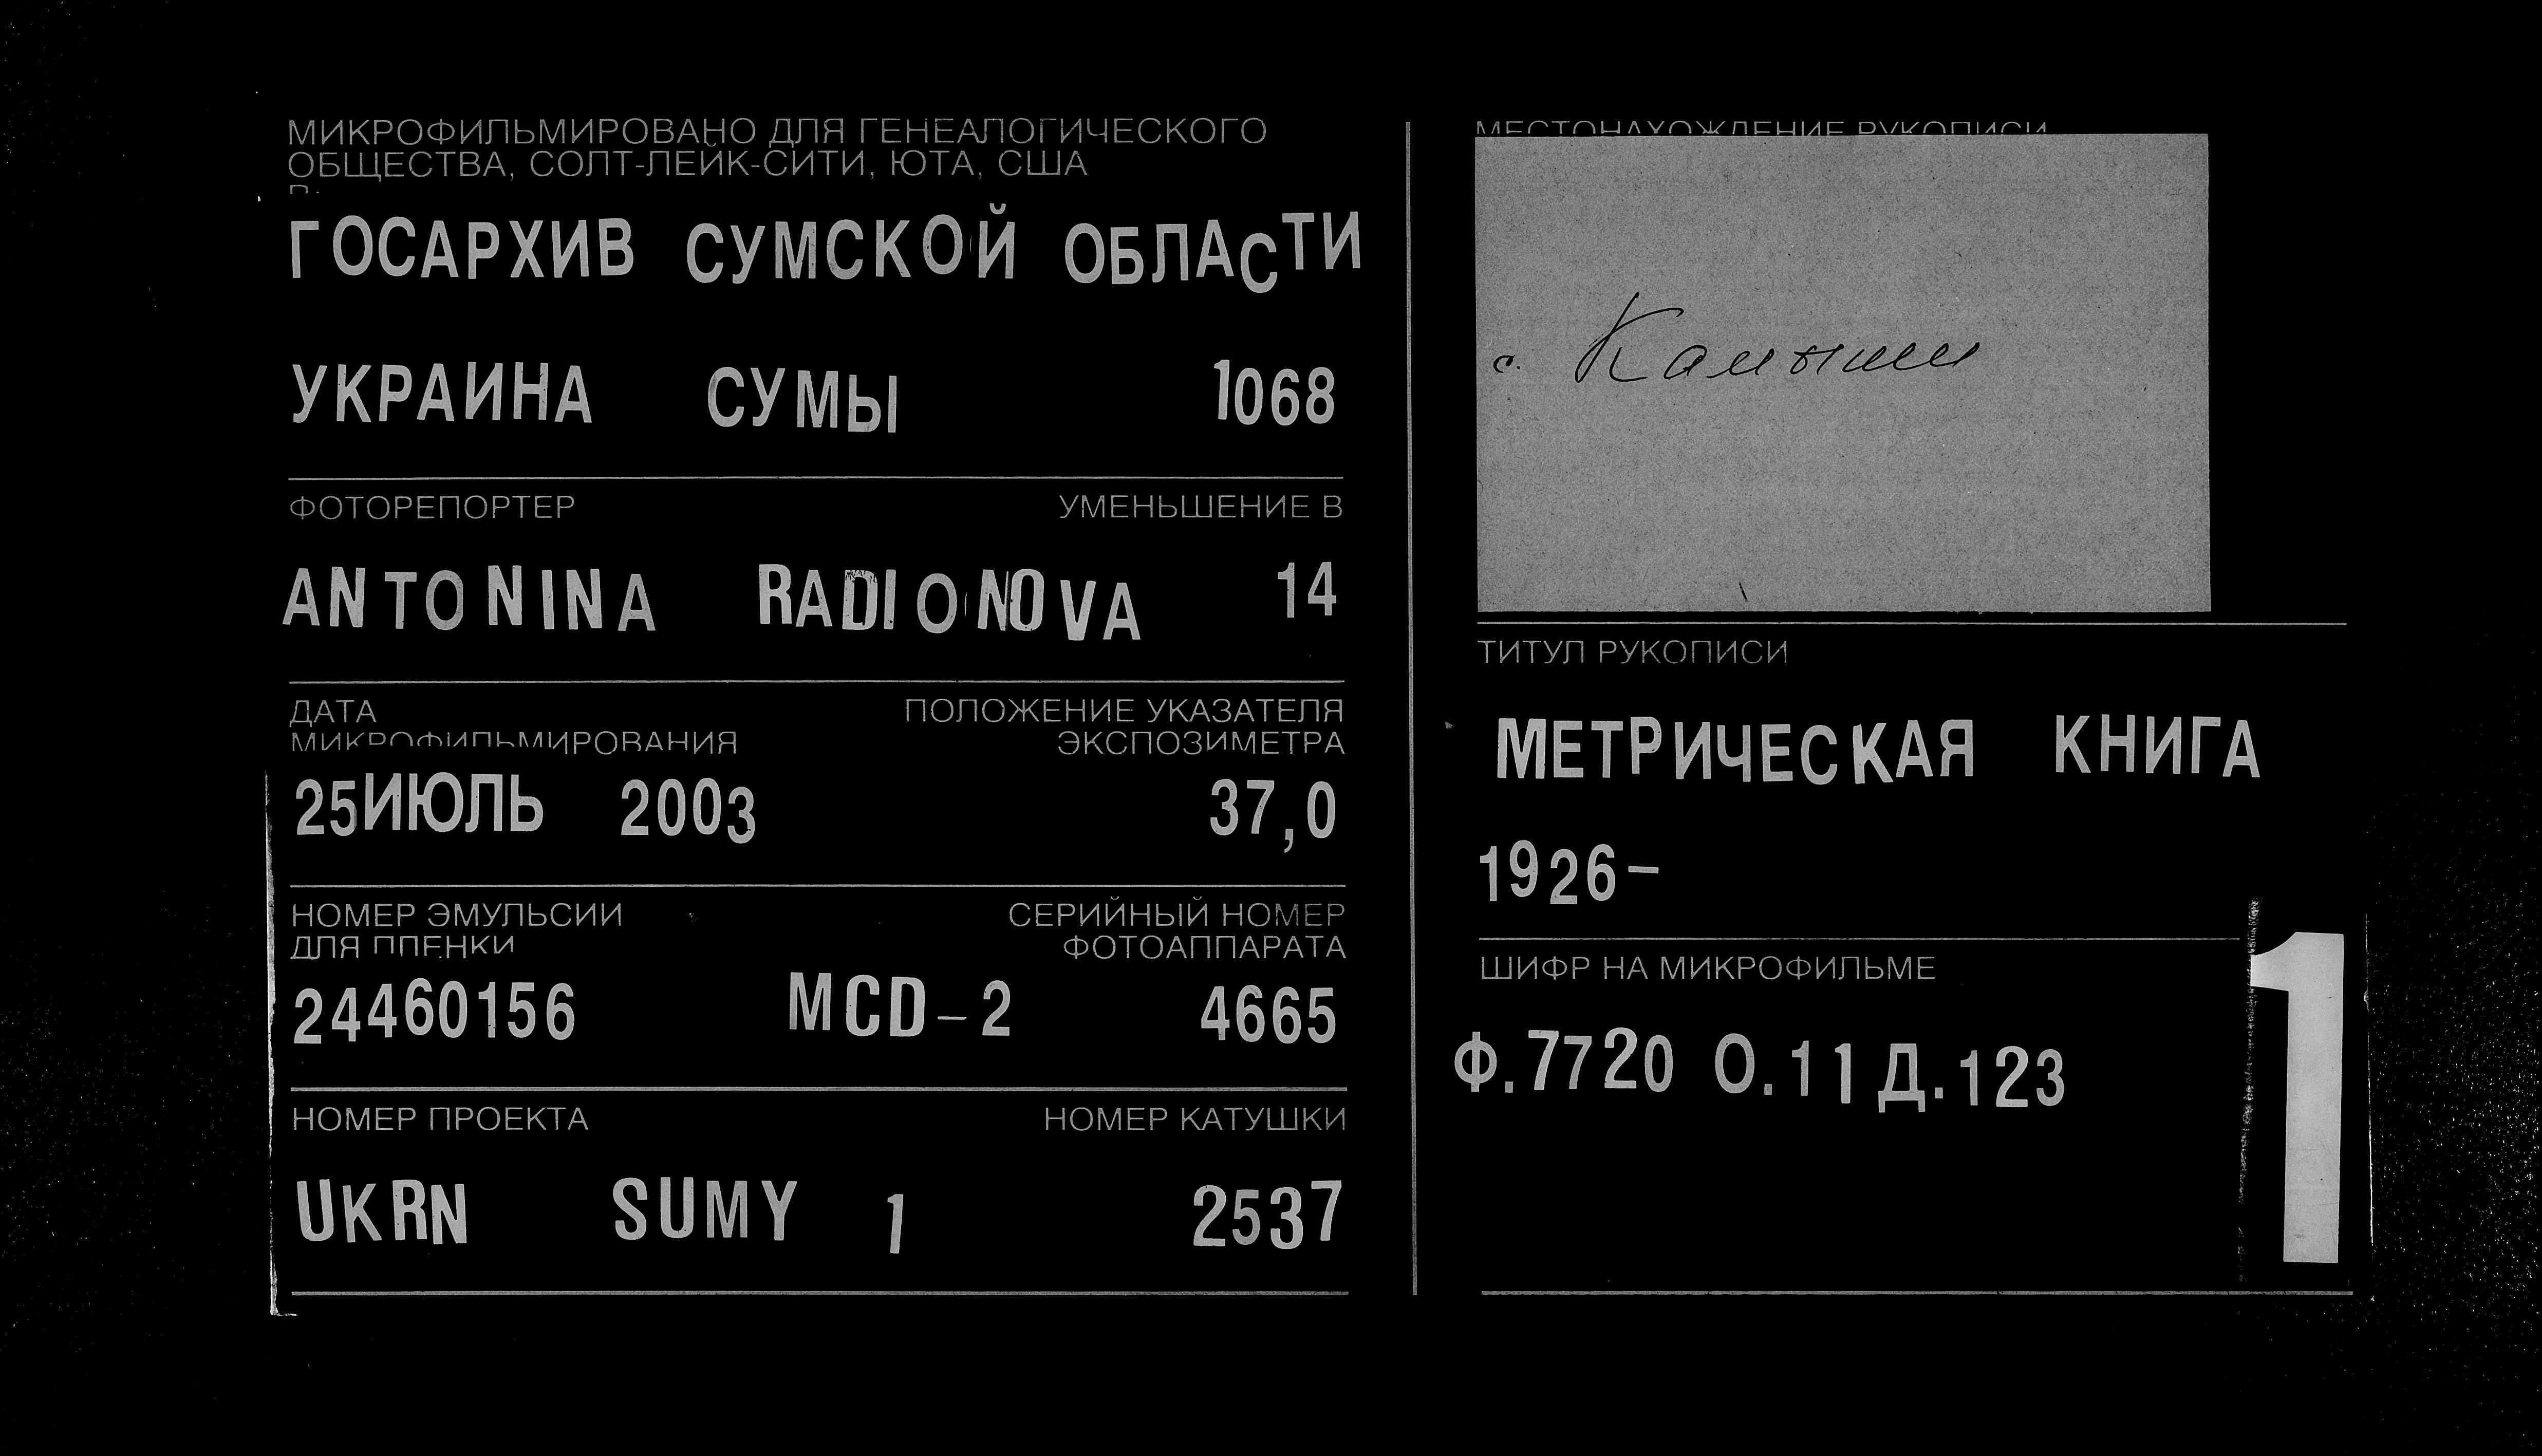 МИКРОФИЛЬМИРОВАНО ДЛЯ ГЕНЕАЛОГИЧЕСКОГО
ОБЩЕСТВА, СОЛТ-ЛЕЙК-СИТИ, ЮТА, США
ГОСАРХИВ СУМСКОЙ ОБЛАСТИ
УКРАИНА СУМЫ 1068
ФОТОРЕПОРТЕР УМЕНЬШЕНИЕ В
ANTONINA RADIONOVA 14
ДАТА ПОЛОЖЕНИЕ УКАЗАТЕЛЯ
МИКРОФИЛЬМИРОВАНИЯ ЭКСПОЗИМЕТРА
25ИЮЛЬ 2003 37,0
НОМЕР ЭМУЛЬСИИ СЕРИЙНЫЙ НОМЕР
ДЛЯ ПЛЕНКИ ФОТОАППАРАТА
24460156 MCD-2 4665
НОМЕР ПРОЕКТА НОМЕР КАТУШКИ
UKRN SUMY 1 2537
МЕСТОНАХОЖДЕНИЕ РУКОПИСИ
с. Камыши
ТИТУЛ РУКОПИСИ
МЕТРИЧЕСКАЯ КНИГА
1926-
ШИФР НА МИКРОФИЛЬМЕ
Ф.7720 О.11 Д.123
1